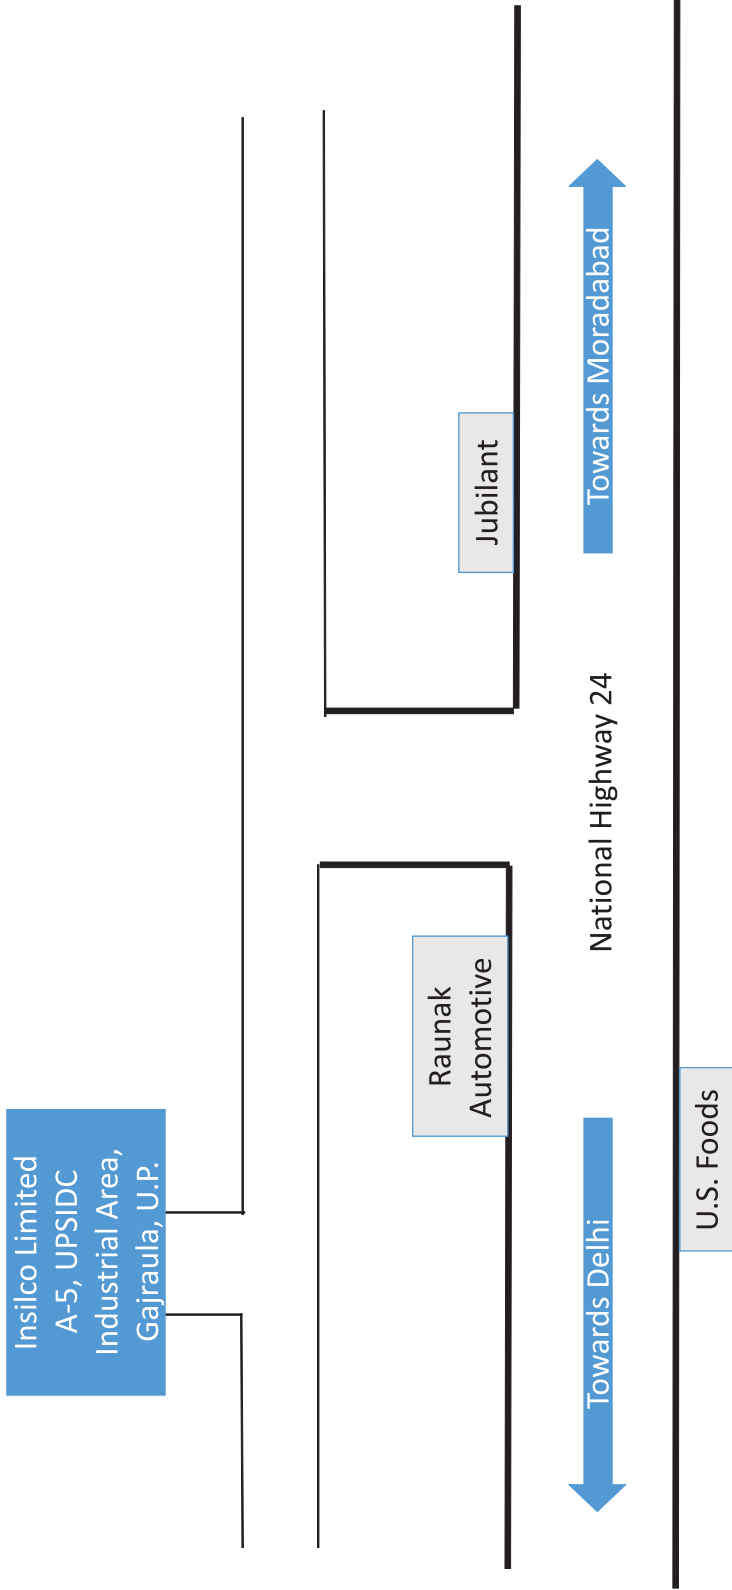 Insilco Limited
A-5, UPSIDC
Industrial Area,
Gajraula, U.P.
Raunak
Automotive
Jubilant
Towards Delhi
National Highway 24
Towards Moradabad
U.S. Foods